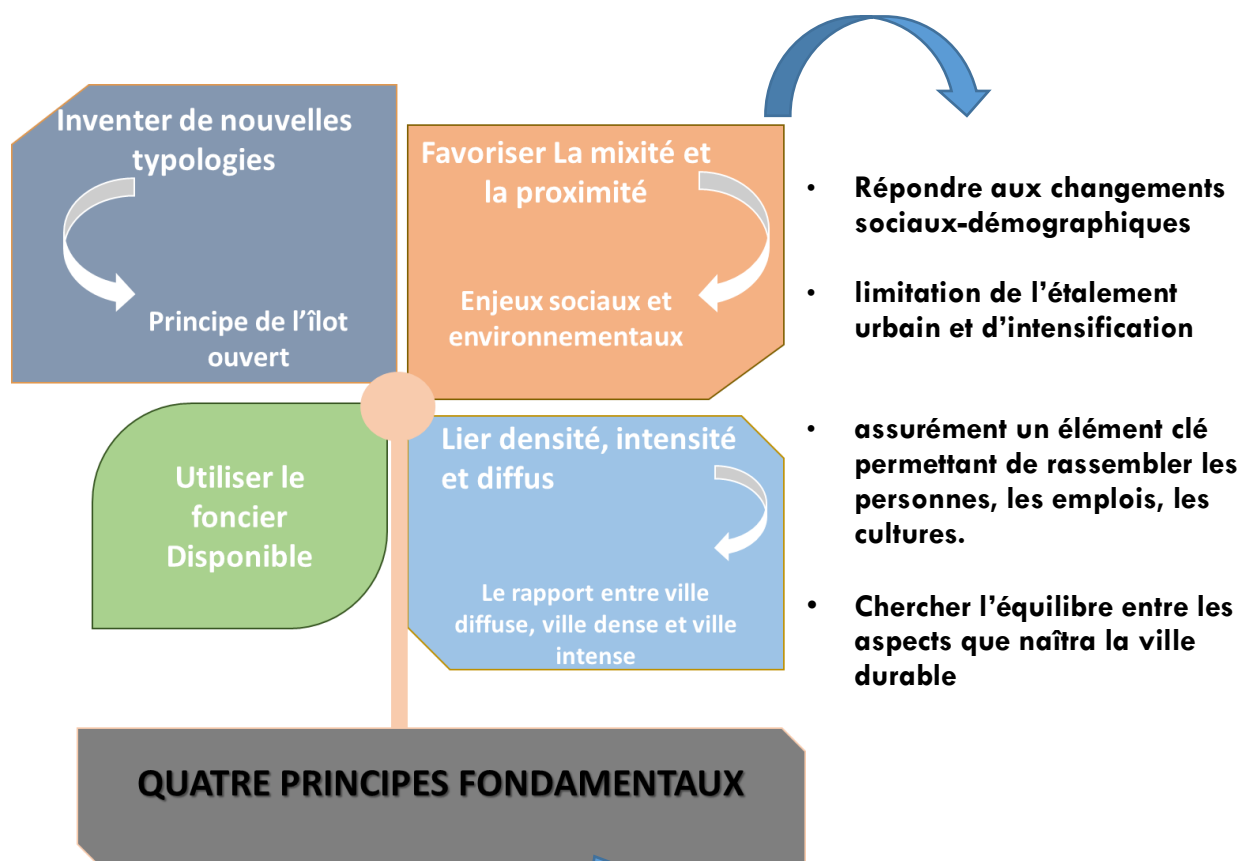 Inventer de nouvelles
typologies
Principe de l’îlot
ouvert
Favoriser La mixité et
la proximité
Enjeux sociaux et
environnementaux
Utiliser le
foncier
Disponible
Lier densité, intensité
et diffus
Le rapport entre ville
diffuse, ville dense et ville
intense
• Répondre aux changements
sociaux-démographiques
• limitation de l’étalement
urbain et d’intensification
• assurément un élément clé
permettant de rassembler les
personnes, les emplois, les
cultures.
• Chercher l’équilibre entre les
aspects que naîtra la ville
durable
QUATRE PRINCIPES FONDAMENTAUX